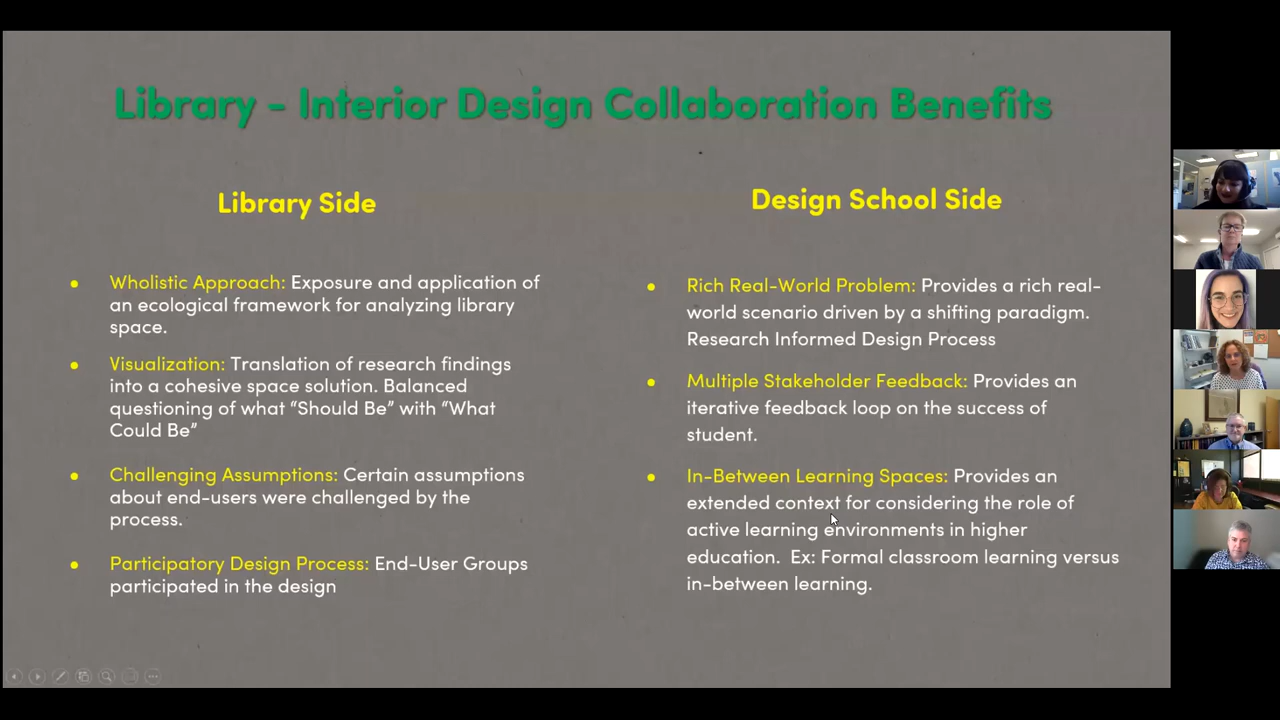 Library - Interior Design Collaboration Benefits
Library Side
• Wholistic Approach: Exposure and application of
an ecological framework for analyzing library
space.
• Visualization: Translation of research findings
into a cohesive space solution. Balanced
questioning of what “Should Be” with “What
Could Be”
• Challenging Assumptions: Certain assumptions
about end-users were challenged by the
process.
• Participatory Design Process: End-User Groups
participated in the design
Design School Side
• Rich Real-World Problem: Provides a rich real-
world scenario driven by a shifting paradigm.
Research Informed Design Process
• Multiple Stakeholder Feedback: Provides an
iterative feedback loop on the success of
student.
• In-Between Learning Spaces: Provides an
extended context for considering the role of
active learning environments in higher
education. Ex: Formal classroom learning versus
in-between learning.